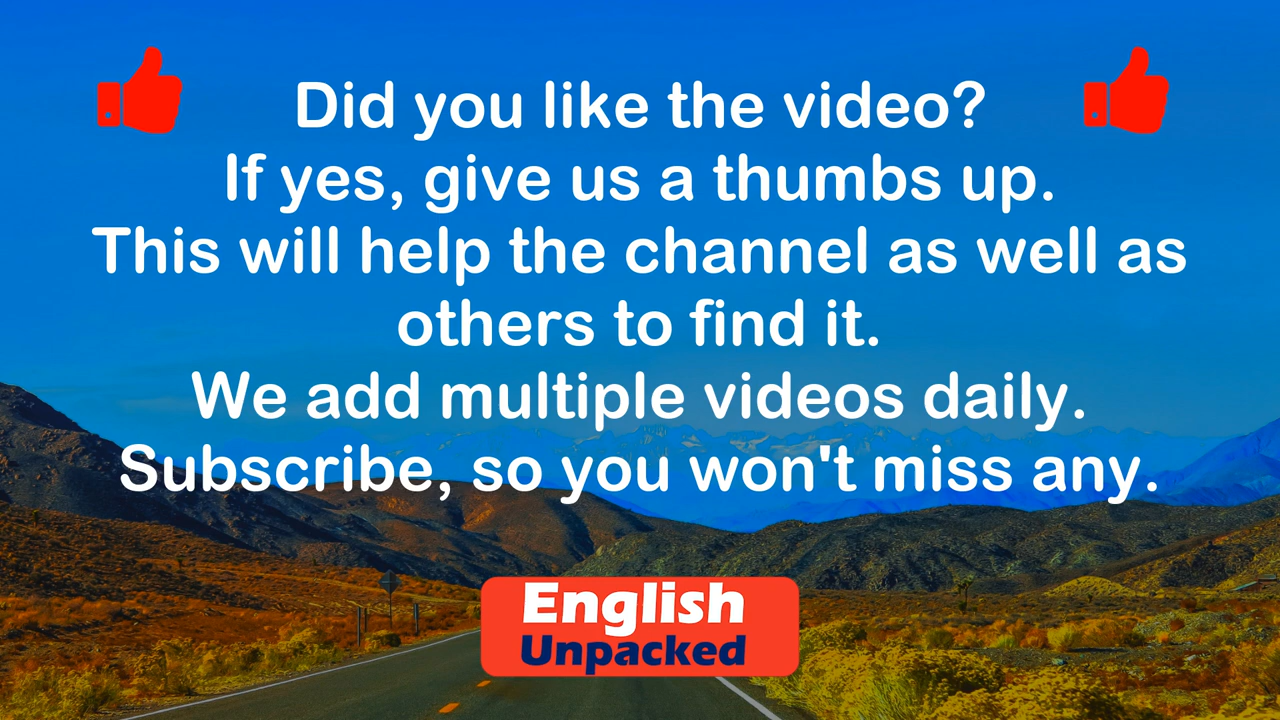 Did you like the video?
If yes, give us a thumbs up.
This will help the channel as well as
others to find it.
We add multiple videos daily.
Subscribe, so you won't miss any.
English
Unpacked